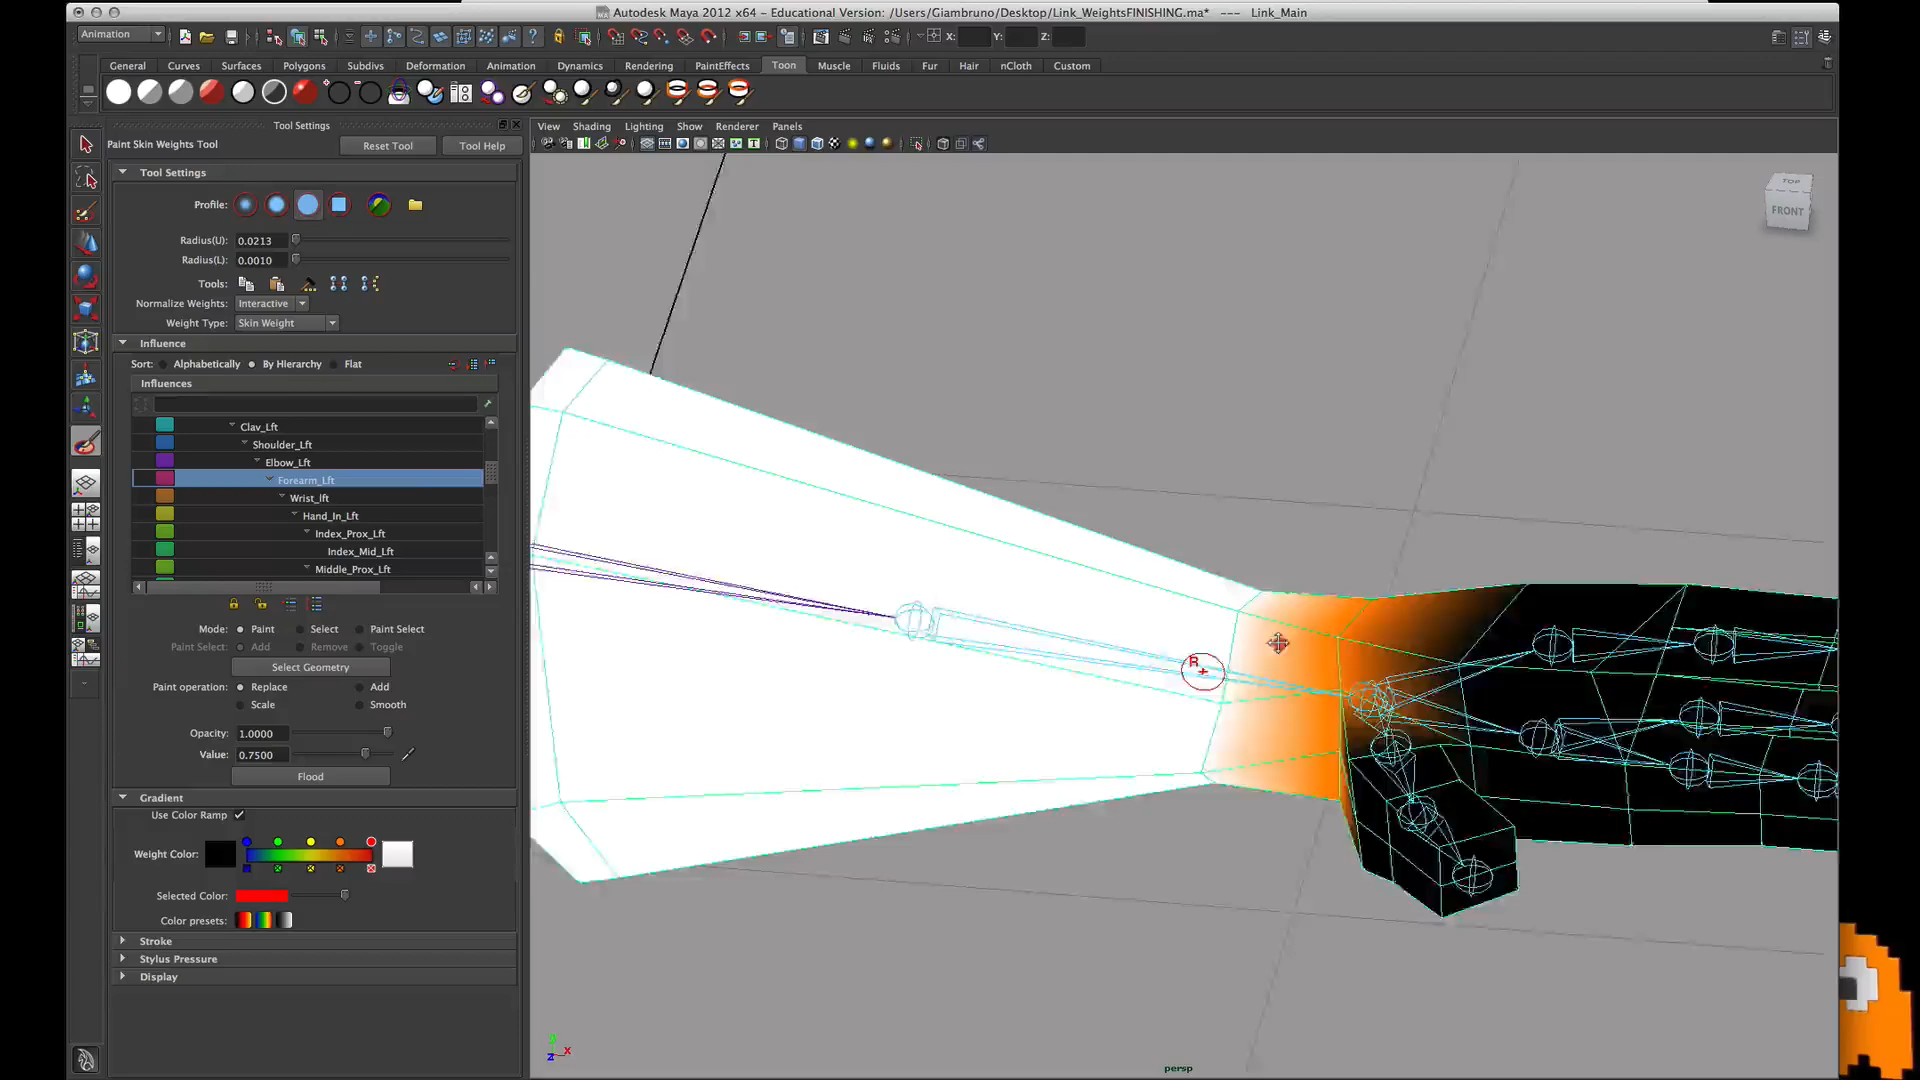 Autodesk Maya 2012 x64 – Educational Version: /Users/Giambruno/Desktop/Link_WeightsFINISHING.ma* --- Link_Main
Animation X: Y: Z:
General Curves Surfaces Polygons Subdivs Deformation Animation Dynamics Rendering PaintEffects Toon Muscle Fluids Fur Hair nCloth Custom
Tool Settings
Paint Skin Weights Tool Reset Tool Tool Help
View Shading Lighting Show Renderer Panels
Tool Settings
Profile:
Radius(U): 0.0213
Radius(L): 0.0010
Tools:
Normalize Weights: Interactive
Weight Type: Skin Weight
Influence
Sort: Alphabetically By Hierarchy Flat
Influences
Clav_Lft
Shoulder_Lft
Elbow_Lft
Forearm_Lft
Wrist_lft
Hand_In_Lft
Index_Prox_Lft
Index_Mid_Lft
Middle_Prox_Lft
Mode: Paint Select Paint Select
Paint Select: Add Remove Toggle
Select Geometry
Paint operation: Replace Add
Scale Smooth
Opacity: 1.0000
Value: 0.7500
Flood
Gradient
Use Color Ramp
Weight Color:
Selected Color:
Color presets:
Stroke
Stylus Pressure
Display
TOP
FRONT
R
y
z x
persp